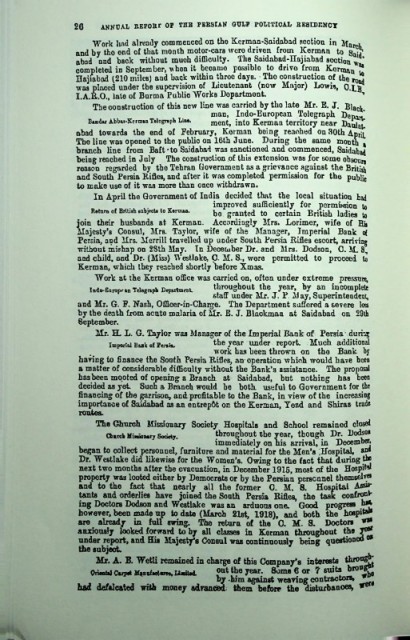 26 ANNUAL REPORT OF THE PERSIAN GULF POLITICAL RESIDENCY
Work had already commenced on the Kerman-Saidabad section in March,
and by the end of that month motor-cars were driven from Kerman to Said-
abad and back without much difficulty. The Saidabad-Hajiabad section was
completed in September, when it became possible to drive from Kerman to
Hajiabad (210 miles) and back within three days. The construction of the road
was placed under the supervision of Lieutenant (now Major) Lowis, O.I.E.,
I.A.R.O., late of Burma Public Works Department.
The construction of this new line was carried by the late Mr. E. J. Black-
Bandar Abbas-Kerman Telegraph Line.
man, Indo-European Telegraph Depart-
ment, into Kerman territory near Daulat-
abad towards the end of February, Kerman being reached on 30th April.
The line was opened to the public on 16th June. During the same month a
branch line from Baft to Saidabad was sanctioned and commenced, Saidabad
being reached in July The construction of this extension was for some obscure
reason regarded by the Tehran Government as a grievance against the British
and South Persia Rifles, and after it was completed permission for the public
to make use of it was more than once withdrawn.
In April the Government of India decided that the local situation had
Return of British subjects to Kerman.
improved sufficiently for permission to
be granted to certain British ladies to
join their husbands at Kerman. Accordingly Mrs. Lorimer, wife of His
Majesty's Consul, Mrs. Taylor, wife of the Manager, Imperial Bank of
Persia, and Mrs. Merrill travelled up under South Persia Rifles escort, arriving
without mishap on 25th May. In December Dr. and Mrs. Dodson, C. M. S.,
and child, and Dr. (Miss) Westlake, C. M. S., were permitted to proceed to
Kerman, which they reached shortly before Xmas.
Work at the Kerman office was carried on, often under extreme pressure,
Indo-European Telegraph Department.
throughout the year, by an incomplete
staff under Mr. J. P. May, Superintendent,
and Mr. G. F. Nash, Officer-in-Charge. The Department suffered a severe loss
by the death from acute malaria of Mr. E. J. Blackman at Saidabad on 29th
September.
Mr. H. L. G. Taylor was Manager of the Imperial Bank of Persia during
Imperial Bank of Persia.
the year under report. Much additional
work has been thrown on the Bank by
having to finance the South Persia Rifles, an operation which would have been
a matter of considerable difficulty without the Bank's assistance. The proposal
has been mooted of opening a Branch at Saidabad, but nothing has been
decided as yet. Such a Branch would be both useful to Government for the
financing of the garrison, and profitable to the Bank, in view of the increasing
importance of Saidabad as an entrepôt on the Kerman, Yezd and Shiraz trade
routes.
The Church Missionary Society Hospitals and School remained closed
Church Missionary Society.
throughout the year, though Dr. Dodson
immediately on his arrival, in December,
began to collect personnel, furniture and material for the Men's Hospital, and
Dr. Westlake did likewise for the Women's. Owing to the fact that during the
next two months after the evacuation, in December 1915, most of the Hospital
property was looted either by Democrats or by the Persian personnel themselves
and to the fact that nearly all the former C. M. S. Hospital Assis-
tants and orderlies have joined the South Persia Rifles, the task confront-
ing Doctors Dodson and Westlake was an arduous one. Good progress has,
however, been made up to date (March 21st, 1918), and both the hospitals
are already in full swing. The return of the C. M. S. Doctors was
anxiously looked forward to by all classes in Kerman throughout the year
under report, and His Majesty's Consul was continuously being questioned on
the subject.
Mr. A. E. Wetli remained in charge of this Company's interests through-
Oriental Carpet Manufacturers, Limited.
out the year. Some 6 or 7 suits brought
by him against weaving contractors, who
had defalcated with money advanced them before the disturbances, were